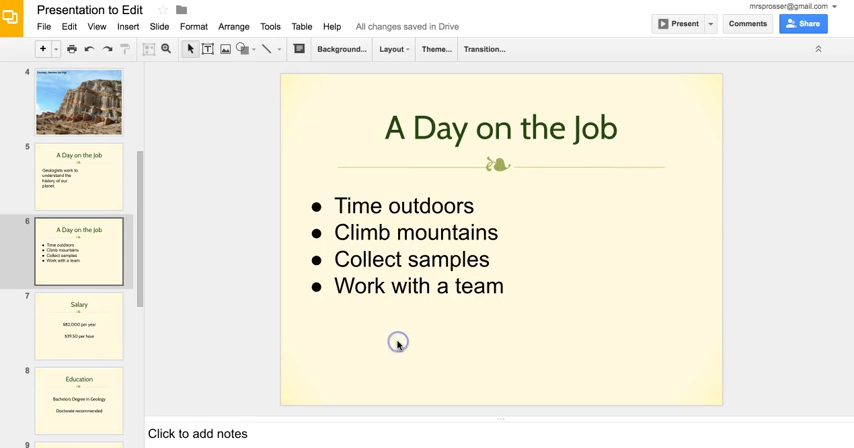 Presentation to Edit
mrsprosser@gmail.com
File Edit View Insert Slide Format Arrange Tools Table Help All changes saved in Drive
Present Comments Share
Background... Layout Theme... Transition...
4
5
A Day on the Job
Geologists work to
understand the
history of our
planet.
6
A Day on the Job
● Time outdoors
● Climb mountains
● Collect samples
● Work with a team
7
Salary
$82,000 per year
$39.50 per hour
8
Education
Bachelor's Degree in Geology
Doctorate recommended
9
A Day on the Job
● Time outdoors
● Climb mountains
● Collect samples
● Work with a team
Click to add notes